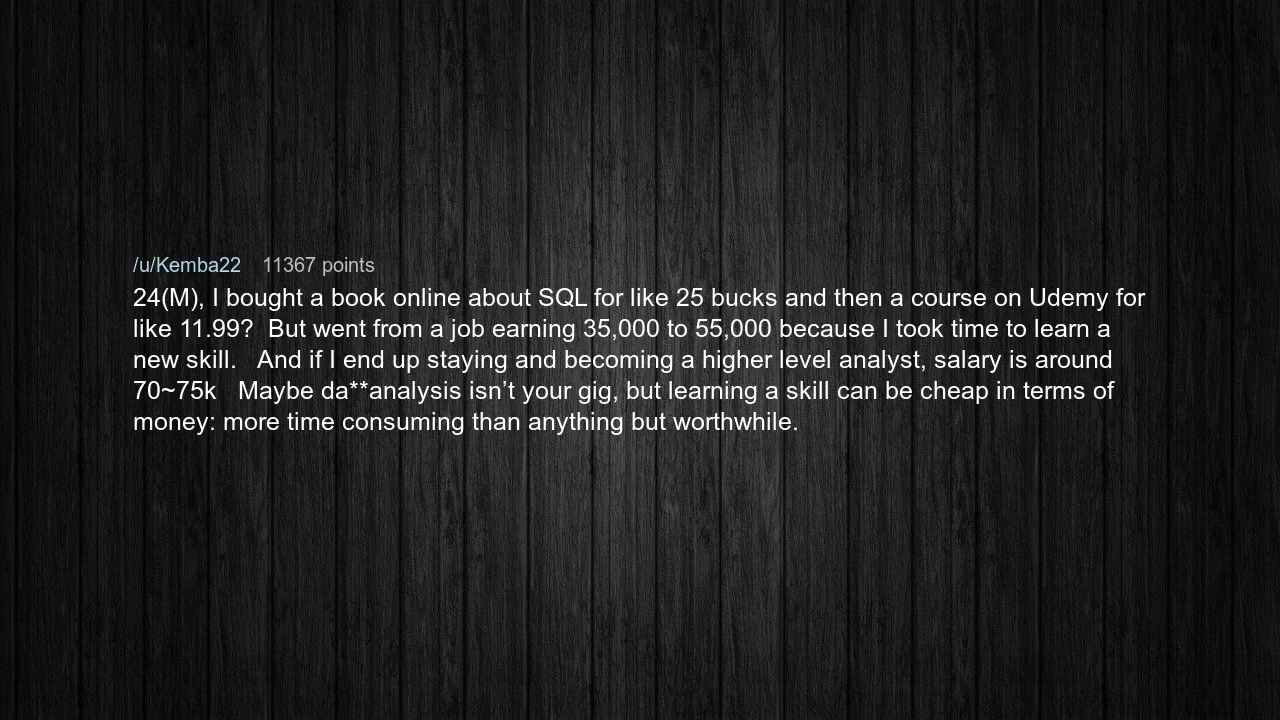 /u/Kemba22 11367 points
24(M), I bought a book online about SQL for like 25 bucks and then a course on Udemy for
like 11.99?  But went from a job earning 35,000 to 55,000 because I took time to learn a
new skill.   And if I end up staying and becoming a higher level analyst, salary is around
70~75k   Maybe da**analysis isn’t your gig, but learning a skill can be cheap in terms of
money: more time consuming than anything but worthwhile.